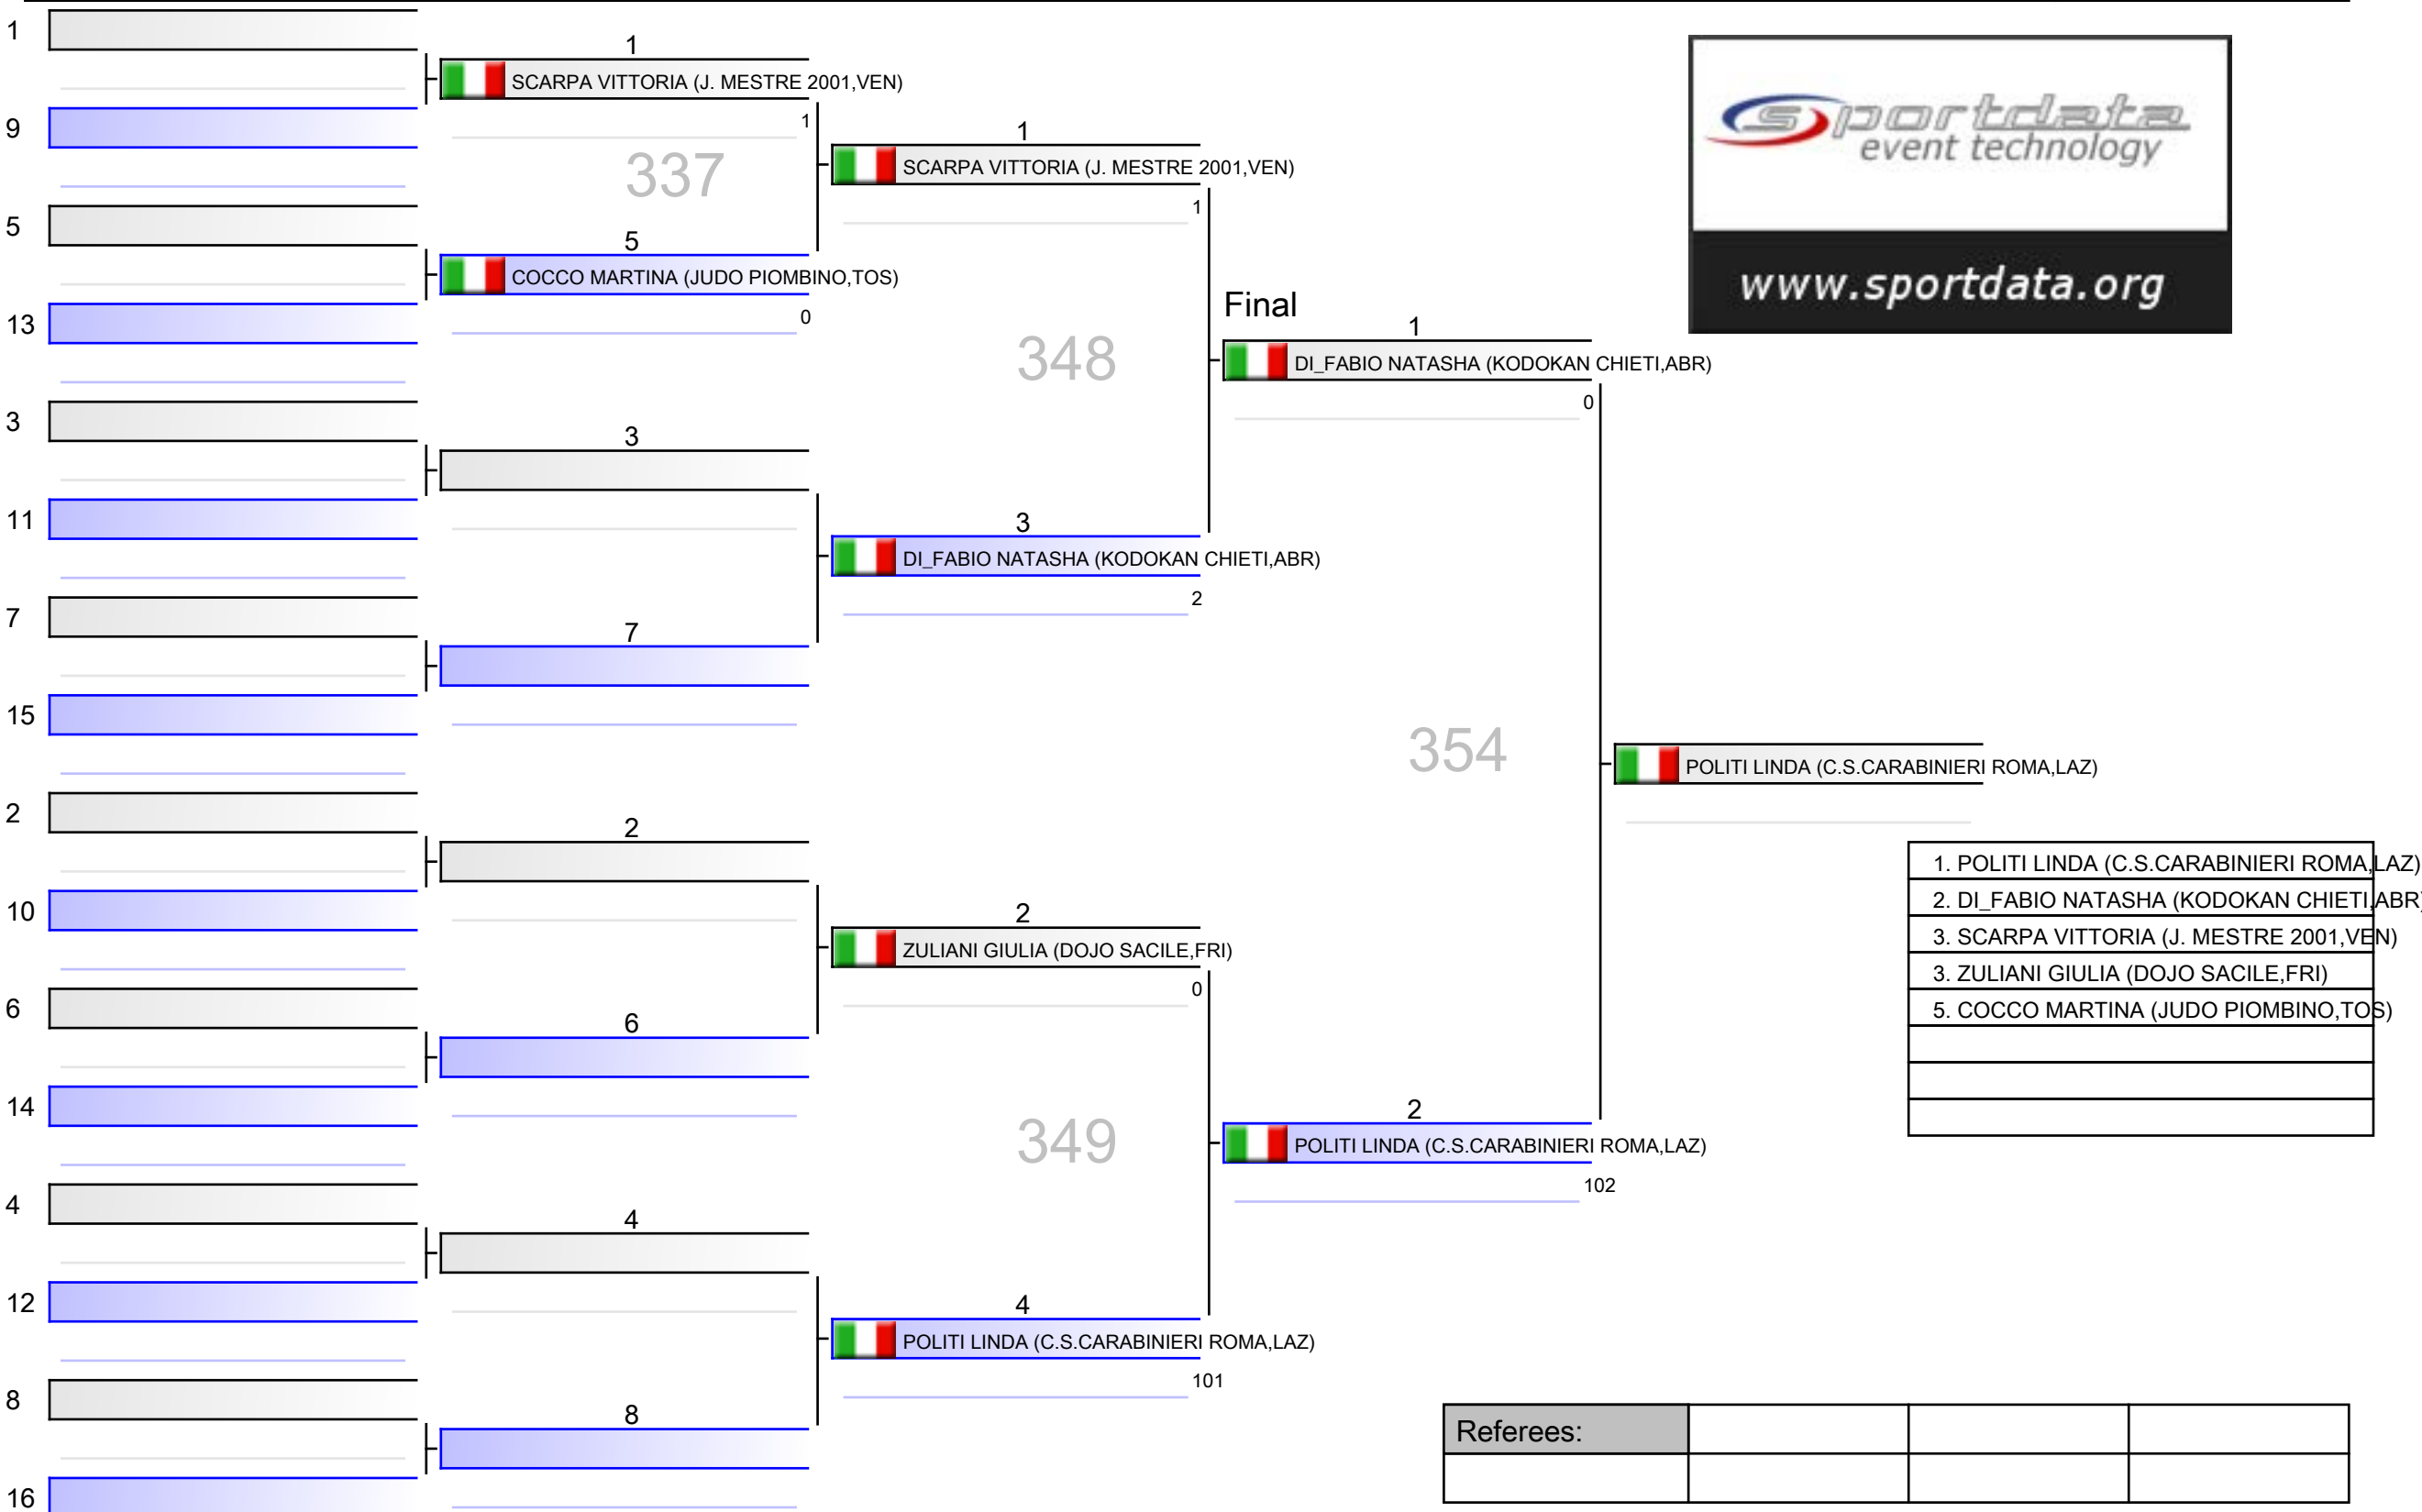 1
9
5
13
3
11
7
15
2
10
6
14
4
12
8
16
1
SCARPA VITTORIA (J. MESTRE 2001,VEN)
1
337
5
COCCO MARTINA (JUDO PIOMBINO,TOS)
0
3
7
2
6
4
8
1
SCARPA VITTORIA (J. MESTRE 2001,VEN)
1
348
3
DI_FABIO NATASHA (KODOKAN CHIETI,ABR)
2
2
ZULIANI GIULIA (DOJO SACILE,FRI)
0
349
4
POLITI LINDA (C.S.CARABINIERI ROMA,LAZ)
101
Final
1
DI_FABIO NATASHA (KODOKAN CHIETI,ABR)
0
354
2
POLITI LINDA (C.S.CARABINIERI ROMA,LAZ)
102
POLITI LINDA (C.S.CARABINIERI ROMA,LAZ)
sportdata
event technology
www.sportdata.org
1. POLITI LINDA (C.S.CARABINIERI ROMA,LAZ)
2. DI_FABIO NATASHA (KODOKAN CHIETI,ABR)
3. SCARPA VITTORIA (J. MESTRE 2001,VEN)
3. ZULIANI GIULIA (DOJO SACILE,FRI)
5. COCCO MARTINA (JUDO PIOMBINO,TOS)
Referees: